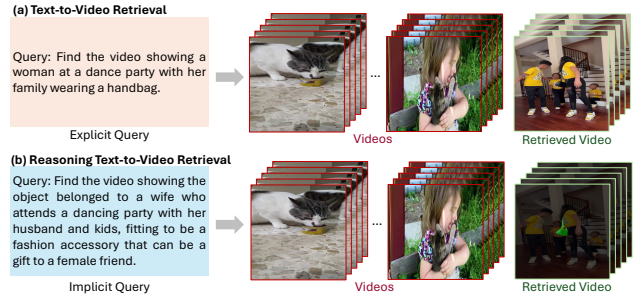 (a) Text-to-Video Retrieval
Query: Find the video showing a
woman at a dance party with her
family wearing a handbag.
...
Explicit Query
Videos
Retrieved Video
(b) Reasoning Text-to-Video Retrieval
Query: Find the video showing the
object belonged to a wife who
attends a dancing party with her
husband and kids, fitting to be a
fashion accessory that can be a
gift to a female friend.
...
Implicit Query
Videos
Retrieved Video